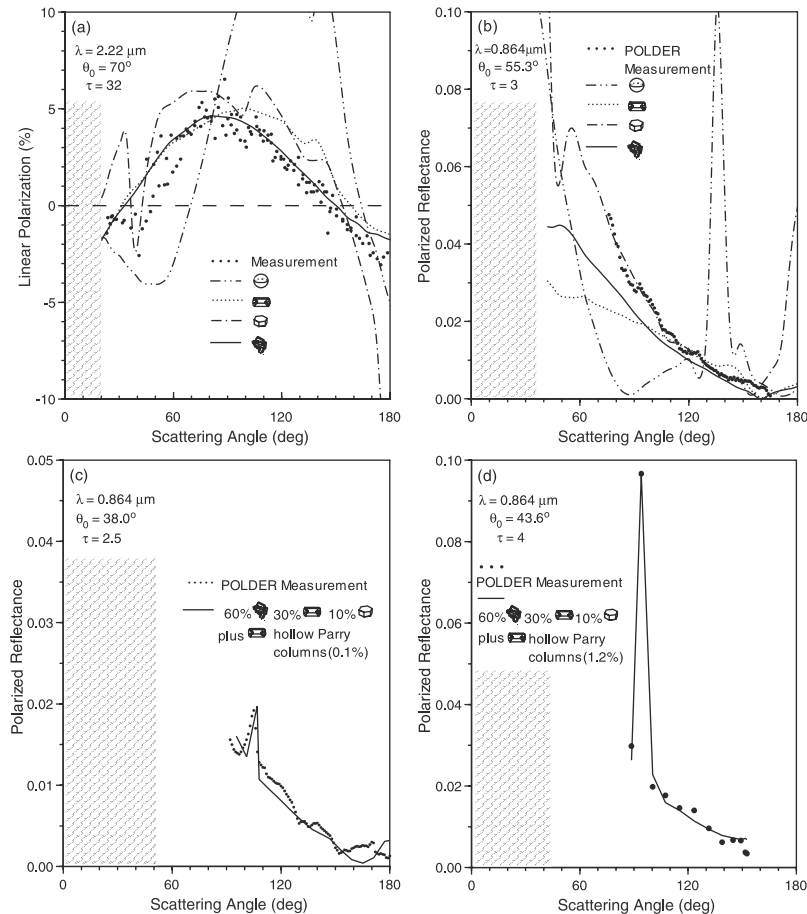 (a)
λ = 2.22 μm
θ0 = 70°
τ = 32
Measurement
10
5
0
-5
-10
Linear Polarization (%)
0 60 120 180
Scattering Angle (deg)
(b)
λ=0.864μm
θ0 = 55.3°
τ = 3
POLDER
Measurement
0.10
0.08
0.06
0.04
0.02
0.00
Polarized Reflectance
0 60 120 180
Scattering Angle (deg)
(c)
λ = 0.864 μm
θ0 = 38.0°
τ = 2.5
POLDER Measurement
60% 30% 10%
plus hollow Parry
columns(0.1%)
0.05
0.04
0.03
0.02
0.01
0.00
Polarized Reflectance
0 60 120 180
Scattering Angle (deg)
(d)
λ = 0.864 μm
θ0 = 43.6°
τ = 4
POLDER Measurement
60% 30% 10%
plus hollow Parry
columns(1.2%)
0.10
0.08
0.06
0.04
0.02
0.00
Polarized Reflectance
0 60 120 180
Scattering Angle (deg)